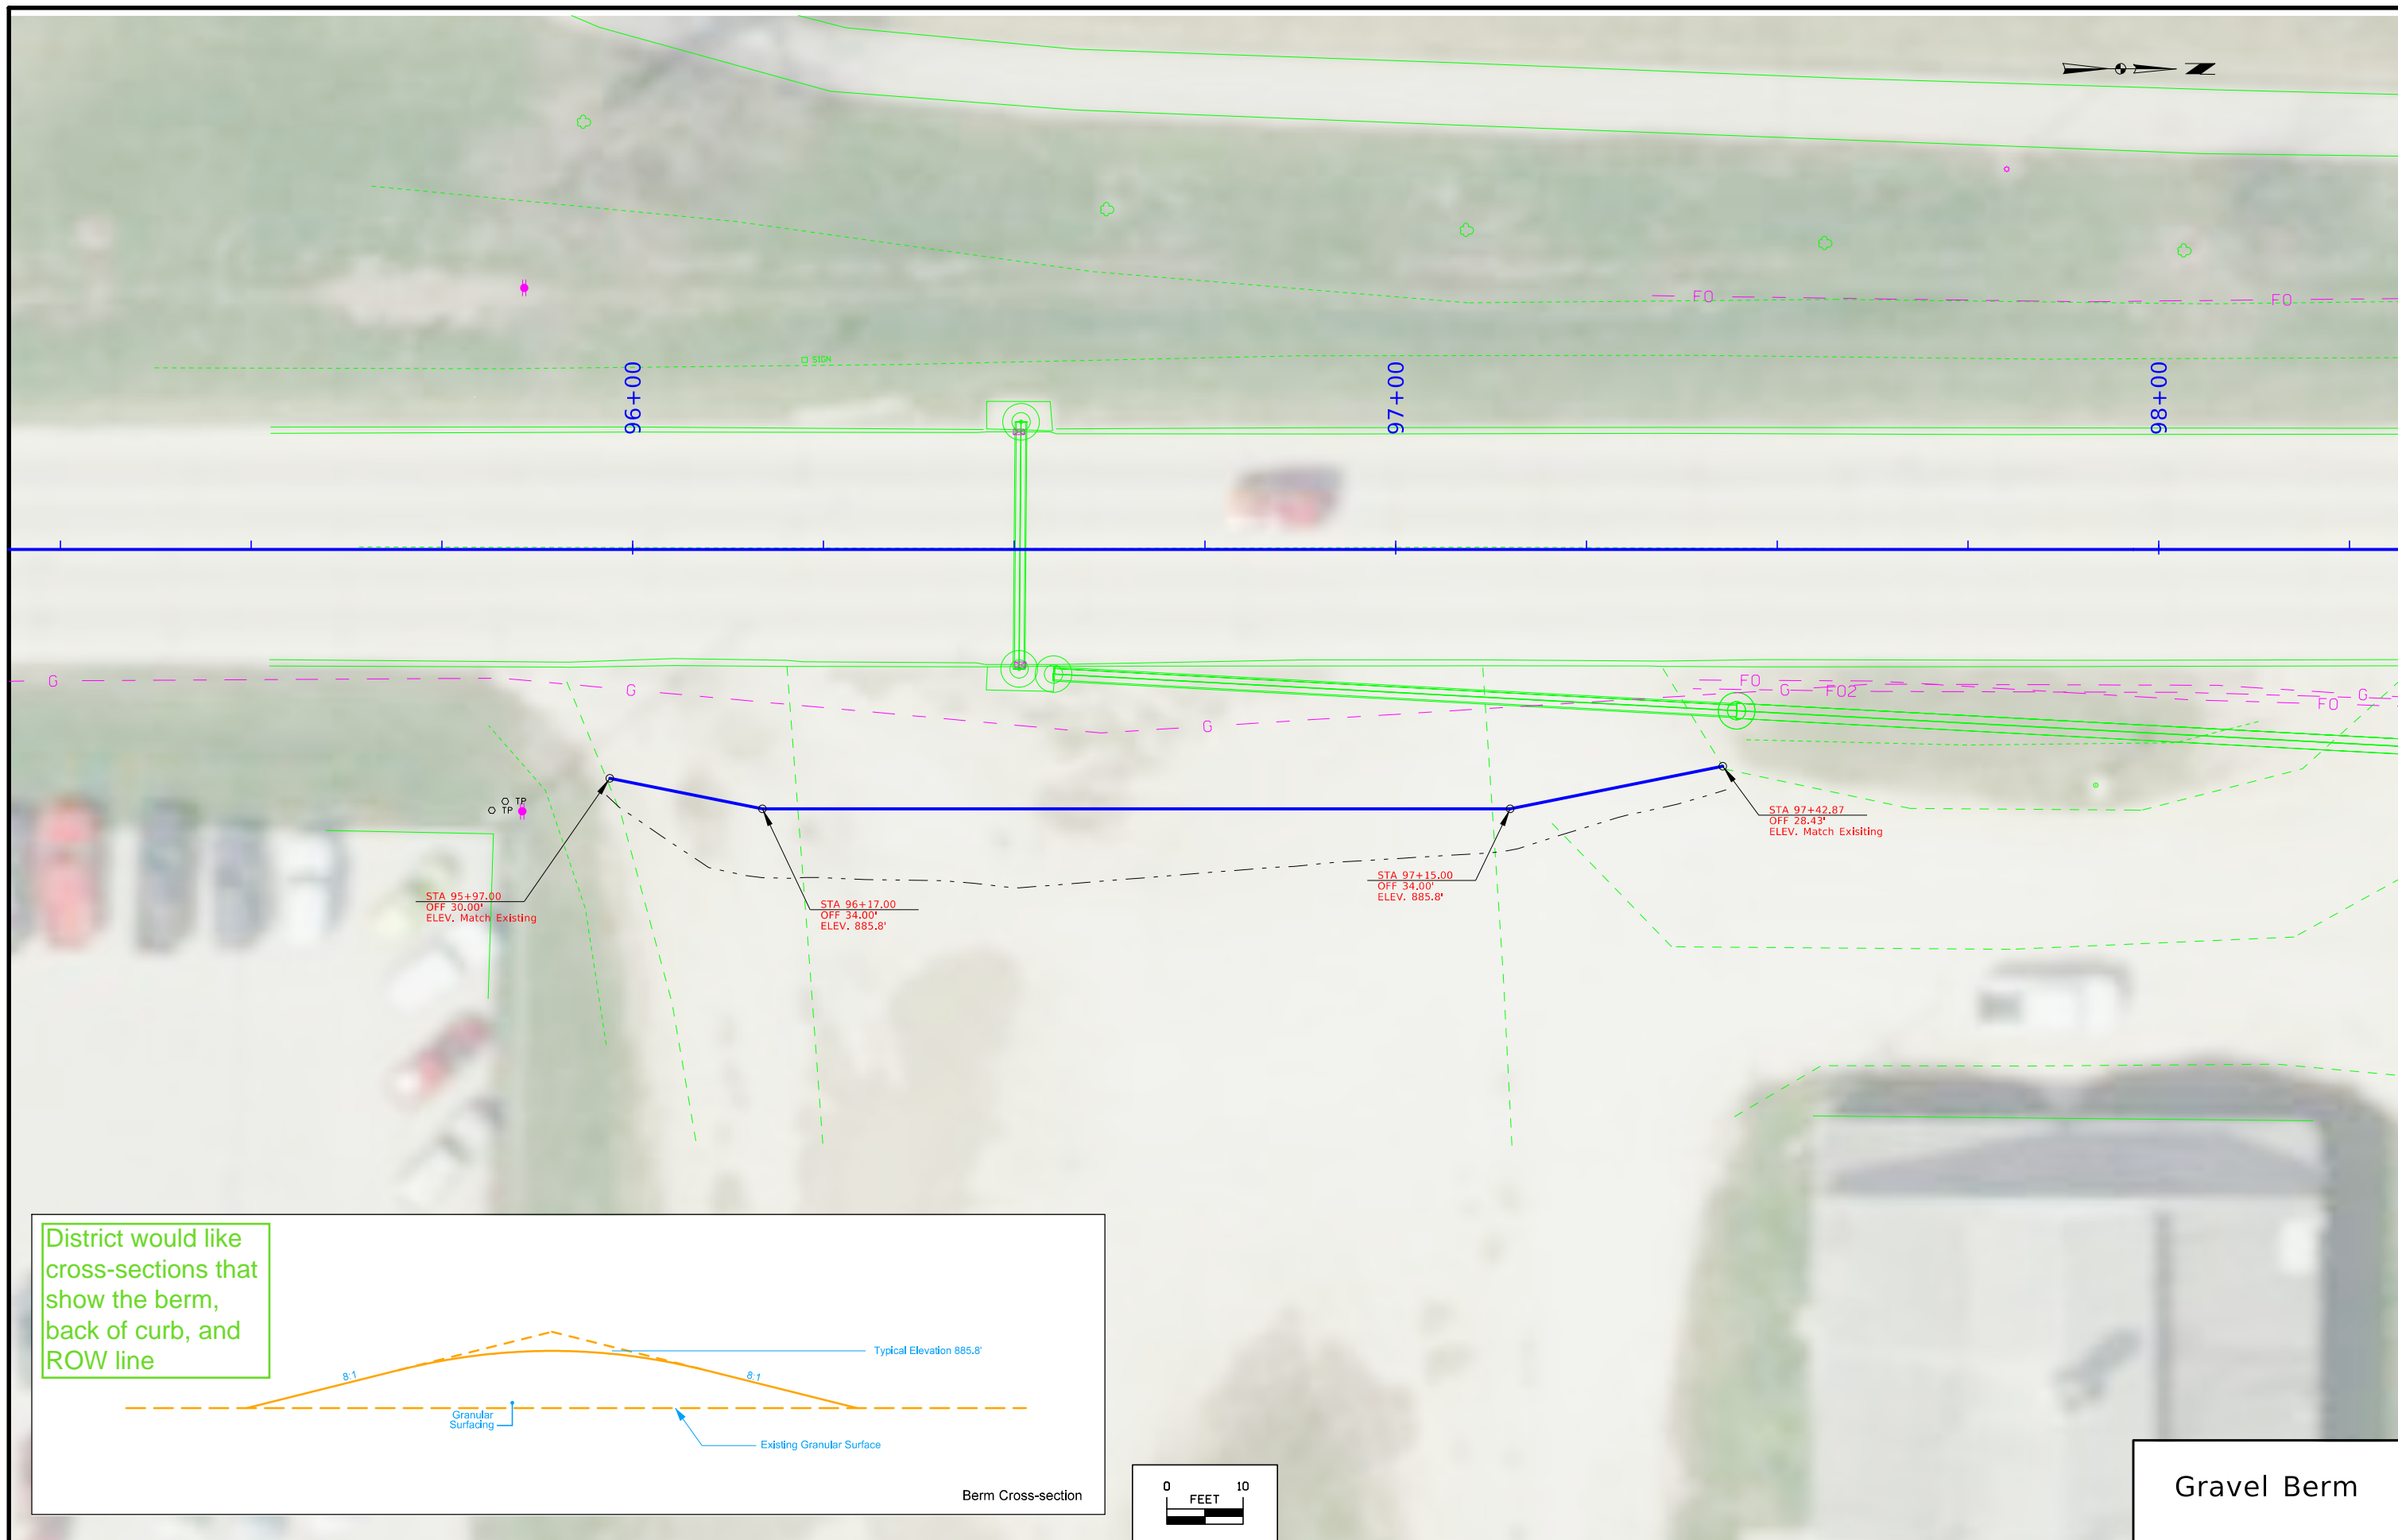 SIGN
FO
FO
96+00
97+00
98+00
G
G
G
FO
G
FO2
G
FO
TP
TP
STA 95+97.00
OFF 30.00'
ELEV. Match Existing
STA 96+17.00
OFF 34.00'
ELEV. 885.8'
STA 97+15.00
OFF 34.00'
ELEV. 885.8'
STA 97+42.87
OFF 28.43'
ELEV. Match Exisiting
District would like
cross-sections that
show the berm,
back of curb, and
ROW line
8:1
8:1
Typical Elevation 885.8'
Granular
Surfacing
Existing Granular Surface
Berm Cross-section
0 10
FEET
Gravel Berm